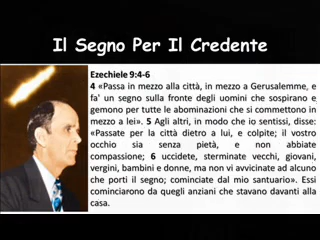 Il Segno Per Il Credente
Ezechiele 9:4-6
4 «Passa in mezzo alla città, in mezzo a Gerusalemme, e
fa' un segno sulla fronte degli uomini che sospirano e
gemono per tutte le abominazioni che si commettono in
mezzo a lei». 5 Agli altri, in modo che io sentissi, disse:
«Passate per la città dietro a lui, e colpite; il vostro
occhio sia senza pietà, e non abbiate
compassione; 6 uccidete, sterminate vecchi, giovani,
vergini, bambini e donne, ma non vi avvicinate ad alcuno
che porti il segno; cominciate dal mio santuario». Essi
cominciarono da quegli anziani che stavano davanti alla
casa.